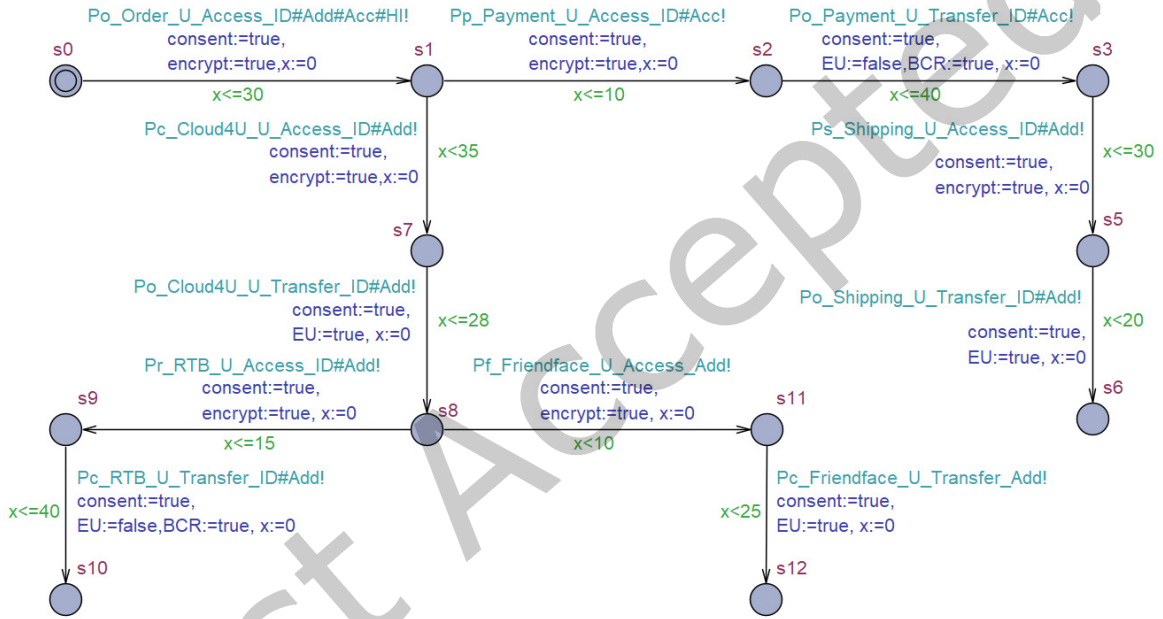 Po_Order_U_Access_ID#Add#Acc#HI!
consent:=true,
encrypt:=true,x:=0
s0
x<=30
s1
Pp_Payment_U_Access_ID#Acc!
consent:=true,
encrypt:=true,x:=0
x<=10
s2
Po_Payment_U_Transfer_ID#Acc!
consent:=true,
EU:=false,BCR:=true, x:=0
x<=40
s3
Pc_Cloud4U_U_Access_ID#Add!
consent:=true,
encrypt:=true,x:=0
x<35
Ps_Shipping_U_Access_ID#Add!
consent:=true,
encrypt:=true, x:=0
x<=30
s7
s5
Po_Cloud4U_U_Transfer_ID#Add!
consent:=true,
EU:=true, x:=0
x<=28
Po_Shipping_U_Transfer_ID#Add!
consent:=true,
EU:=true, x:=0
x<20
s6
Pr_RTB_U_Access_ID#Add!
consent:=true,
encrypt:=true, x:=0
x<=15
s9
s8
Pf_Friendface_U_Access_Add!
consent:=true,
encrypt:=true, x:=0
x<10
s11
Pc_RTB_U_Transfer_ID#Add!
consent:=true,
EU:=false,BCR:=true, x:=0
x<=40
s10
Pc_Friendface_U_Transfer_Add!
consent:=true,
EU:=true, x:=0
x<25
s12
st Accepted